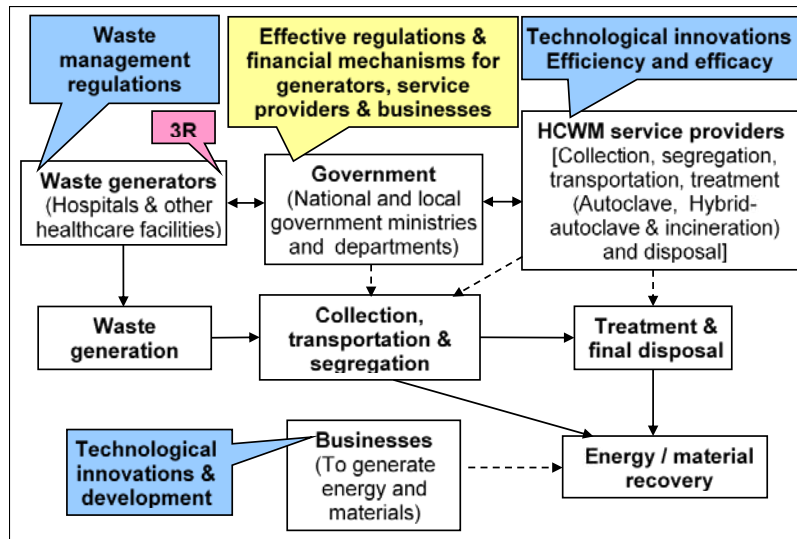 Waste
management
regulations
Effective regulations &
financial mechanisms for
generators, service
providers & businesses
Technological innovations
Efficiency and efficacy
3R
Waste generators
(Hospitals & other
healthcare facilities)
Government
(National and local
government ministries
and departments)
HCWM service providers
[Collection, segregation,
transportation, treatment
(Autoclave, Hybrid-
autoclave & incineration)
and disposal]
Waste
generation
Collection,
transportation &
segregation
Treatment &
final disposal
Technological
innovations &
development
Businesses
(To generate
energy and
materials)
Energy / material
recovery